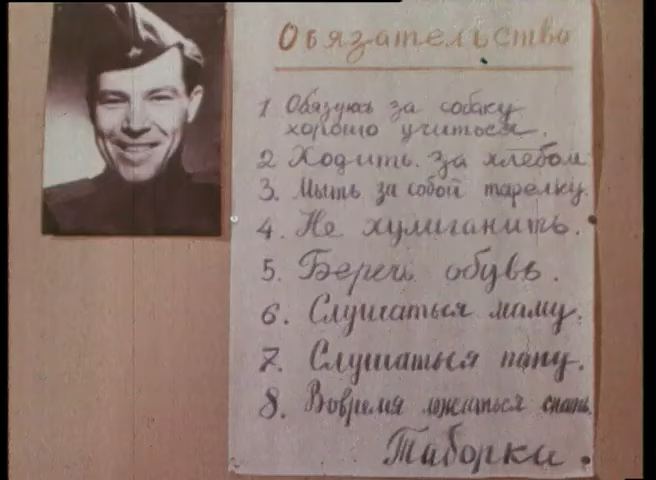 Обязательство
1 Обязуюсь за собаку
хорошо учиться.
2 Ходить за хлебом
3. Мыть за собой тарелку.
4. Не хулиганить.
5. Беречь обувь.
6. Слушаться маму.
7. Слушаться папу.
8. Вовремя ложиться спать.
Таборка.